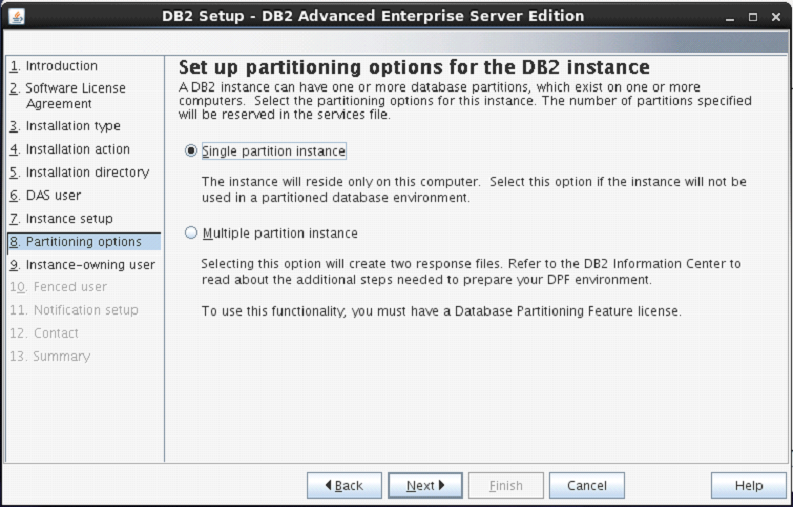 DB2 Setup - DB2 Advanced Enterprise Server Edition
1. Introduction
2. Software License
Agreement
3. Installation type
4. Installation action
5. Installation directory
6. DAS user
7. Instance setup
8. Partitioning options
9. Instance-owning user
10. Fenced user
11. Notification setup
12. Contact
13. Summary
Set up partitioning options for the DB2 instance
A DB2 instance can have one or more database partitions, which exist on one or more
computers. Select the partitioning options for this instance. The number of partitions specified
will be reserved in the services file.
Single partition instance
The instance will reside only on this computer. Select this option if the instance will not be
used in a partitioned database environment.
Multiple partition instance
Selecting this option will create two response files. Refer to the DB2 Information Center to
read about the additional steps needed to prepare your DPF environment.
To use this functionality, you must have a Database Partitioning Feature license.
Back
Next
Finish
Cancel
Help